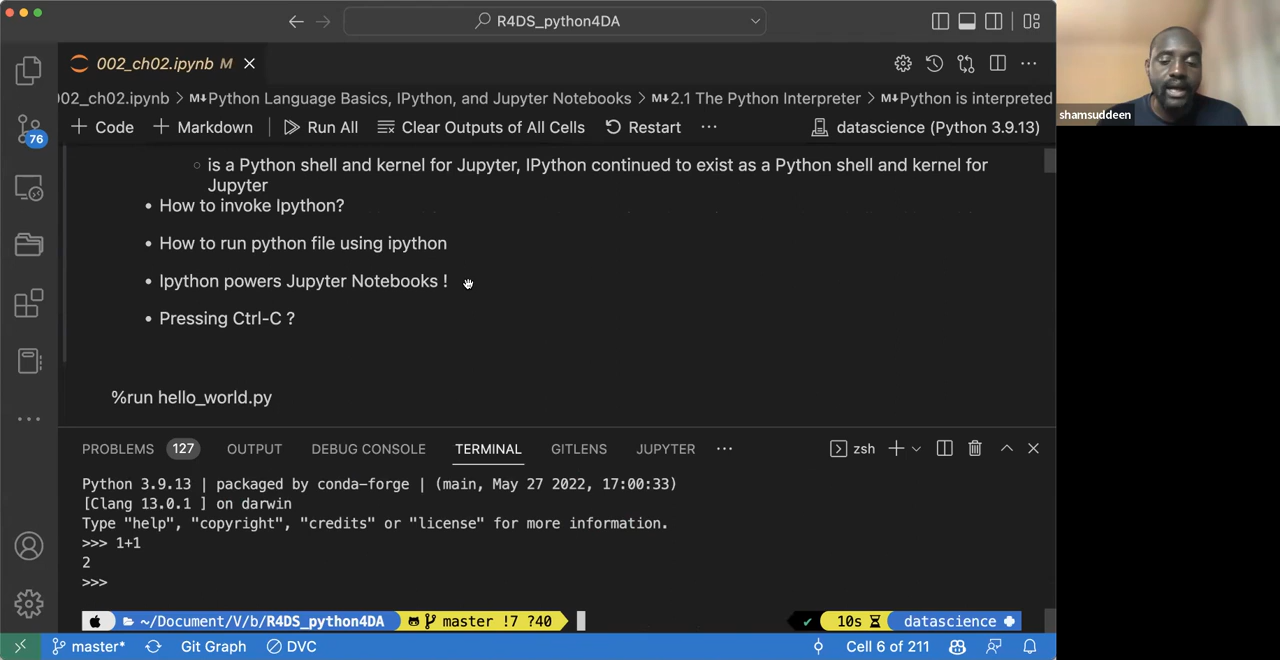 R4DS_python4DA
002_ch02.ipynb M
02_ch02.ipynb > M↓Python Language Basics, IPython, and Jupyter Notebooks > M↓2.1 The Python Interpreter > M↓Python is interpreted
+ Code + Markdown Run All Clear Outputs of All Cells Restart ··· datascience (Python 3.9.13)
shamsuddeen
76
is a Python shell and kernel for Jupyter, IPython continued to exist as a Python shell and kernel for
Jupyter
• How to invoke Ipython?
• How to run python file using ipython
• Ipython powers Jupyter Notebooks !
• Pressing Ctrl-C ?
%run hello_world.py
PROBLEMS 127 OUTPUT DEBUG CONSOLE TERMINAL GITLENS JUPYTER ··· zsh
Python 3.9.13 | packaged by conda-forge | (main, May 27 2022, 17:00:33)
[Clang 13.0.1 ] on darwin
Type "help", "copyright", "credits" or "license" for more information.
>>> 1+1
2
>>>
~/Document/V/b/R4DS_python4DA master !7 ?40 ✔ 10s datascience
master* Git Graph DVC Cell 6 of 211